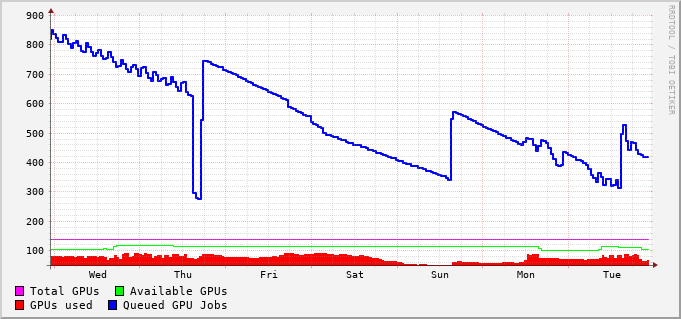 900
800
700
600
500
400
300
200
100
Wed Thu Fri Sat Sun Mon Tue
Total GPUs Available GPUs
GPUs used Queued GPU Jobs
RRDTOOL / TOBI OETIKER